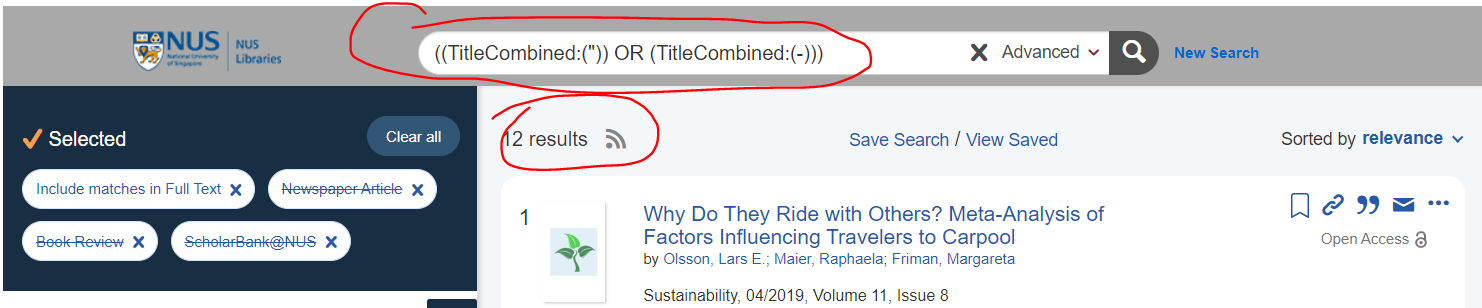 NUS
National University
of Singapore
NUS
Libraries
((TitleCombined:(")) OR (TitleCombined:(-)))
Advanced
New Search
Selected
Clear all
Include matches in Full Text
Newspaper Article
Book Review
ScholarBank@NUS
12 results
Save Search / View Saved
Sorted by relevance
1
Why Do They Ride with Others? Meta-Analysis of
Factors Influencing Travelers to Carpool
by Olsson, Lars E.; Maier, Raphaela; Friman, Margareta
Sustainability, 04/2019, Volume 11, Issue 8
Open Access